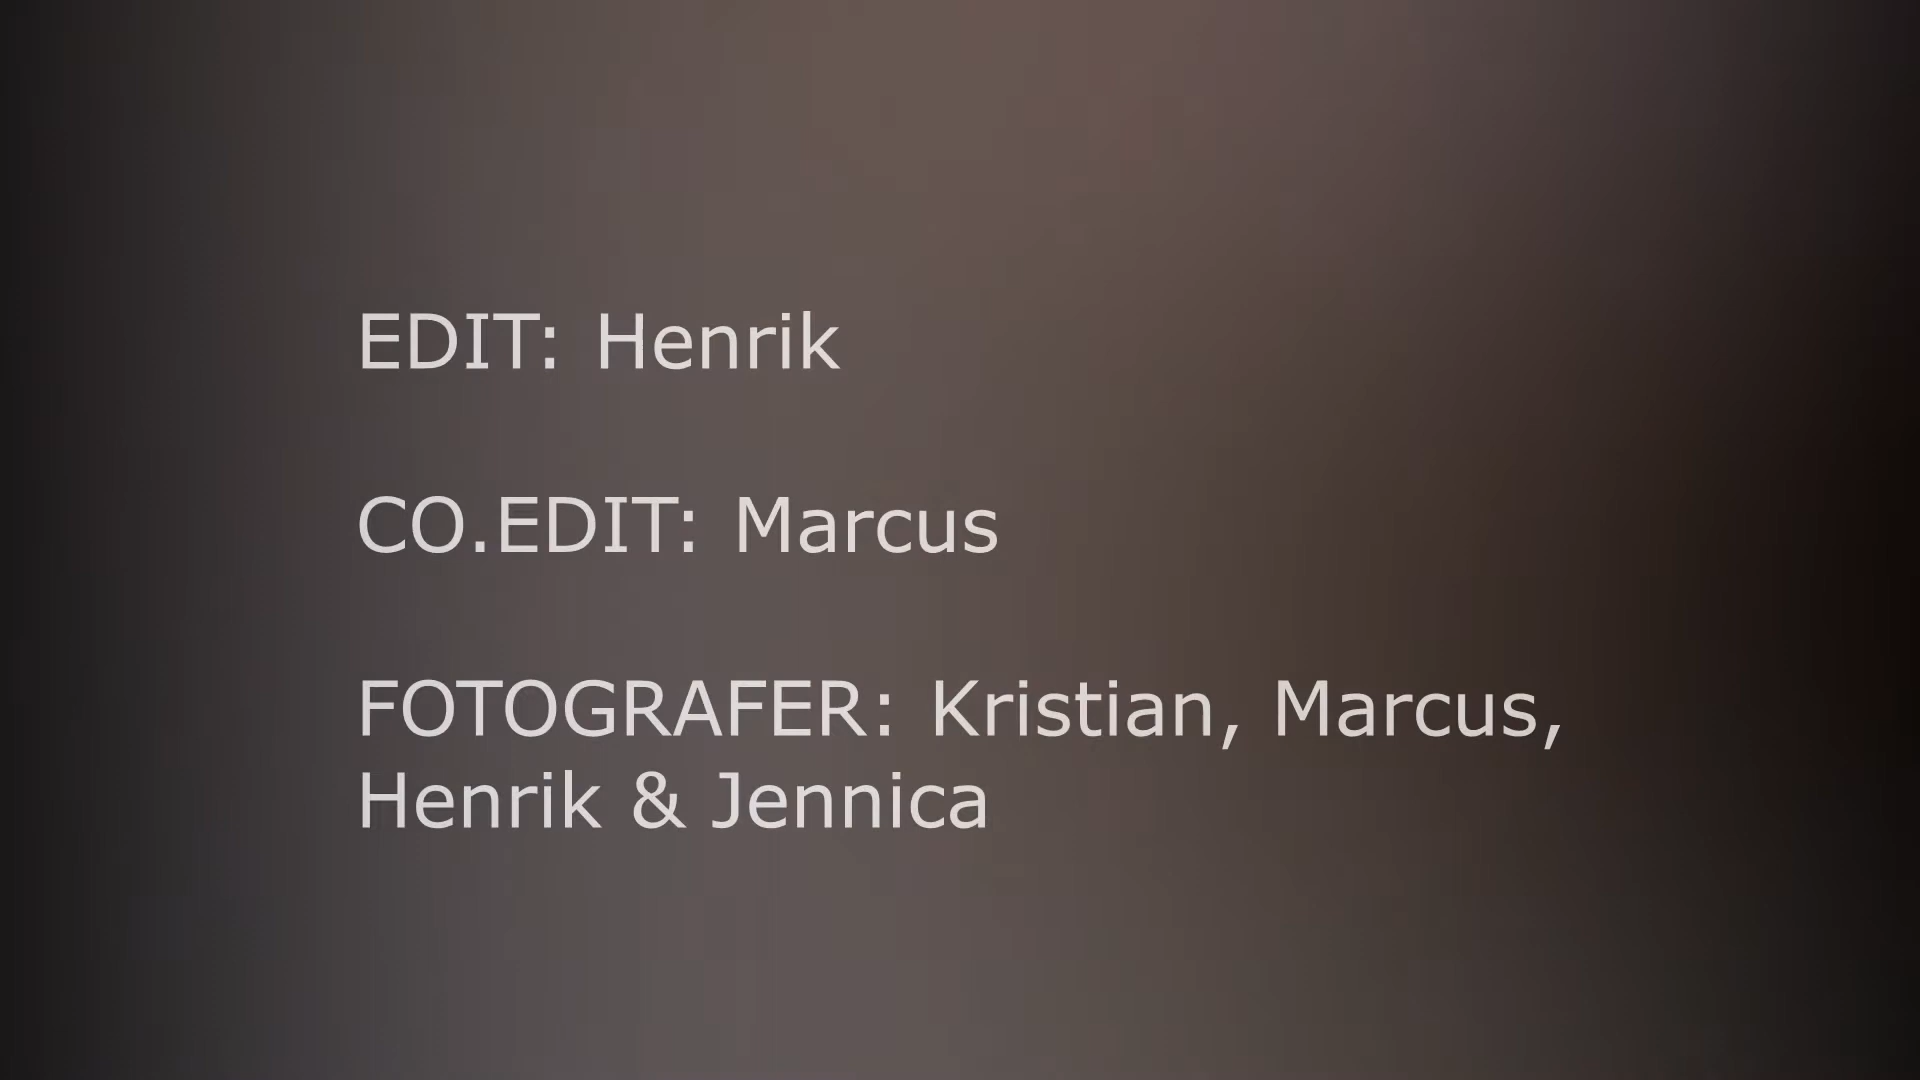 EDIT: Henrik
CO.EDIT: Marcus
FOTOGRAFER: Kristian, Marcus,
Henrik & Jennica